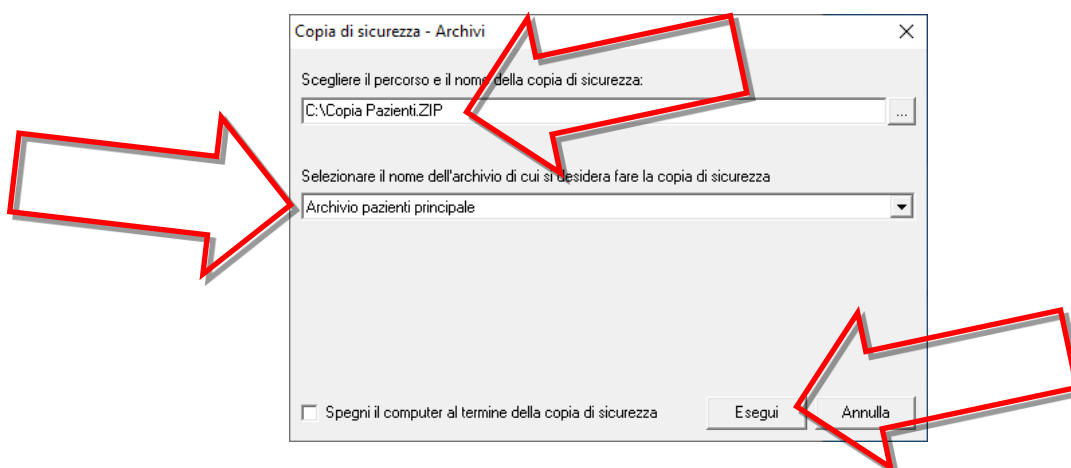 Copia di sicurezza - Archivi
Scegliere il percorso e il nome della copia di sicurezza:
C:\Copia Pazienti.ZIP
...
Selezionare il nome dell'archivio di cui si desidera fare la copia di sicurezza
Archivio pazienti principale
Spegni il computer al termine della copia di sicurezza
Esegui
Annulla